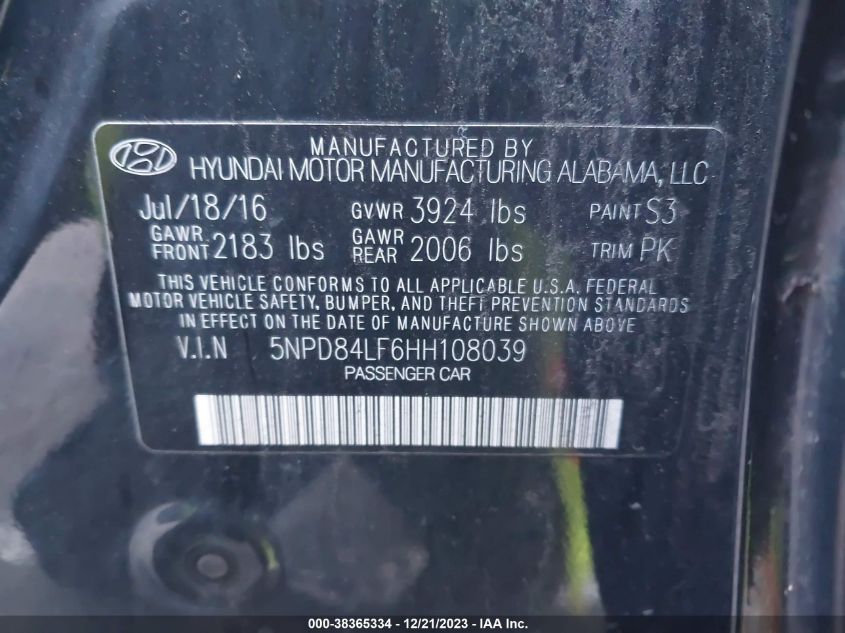 MANUFACTURED BY
HYUNDAI MOTOR MANUFACTURING ALABAMA, LLC
Jul/18/16 GVWR 3924 lbs PAINT S3
GAWR FRONT 2183 lbs GAWR REAR 2006 lbs TRIM PK
THIS VEHICLE CONFORMS TO ALL APPLICABLE U.S.A. FEDERAL
MOTOR VEHICLE SAFETY, BUMPER, AND THEFT PREVENTION STANDARDS
IN EFFECT ON THE DATE OF MANUFACTURE SHOWN ABOVE
V.I.N 5NPD84LF6HH108039
PASSENGER CAR
000-38365334 - 12/21/2023 - IAA Inc.